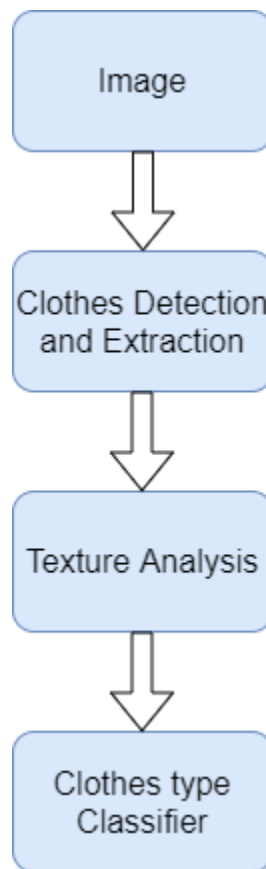 Image
Clothes Detection
and Extraction
Texture Analysis
Clothes type
Classifier